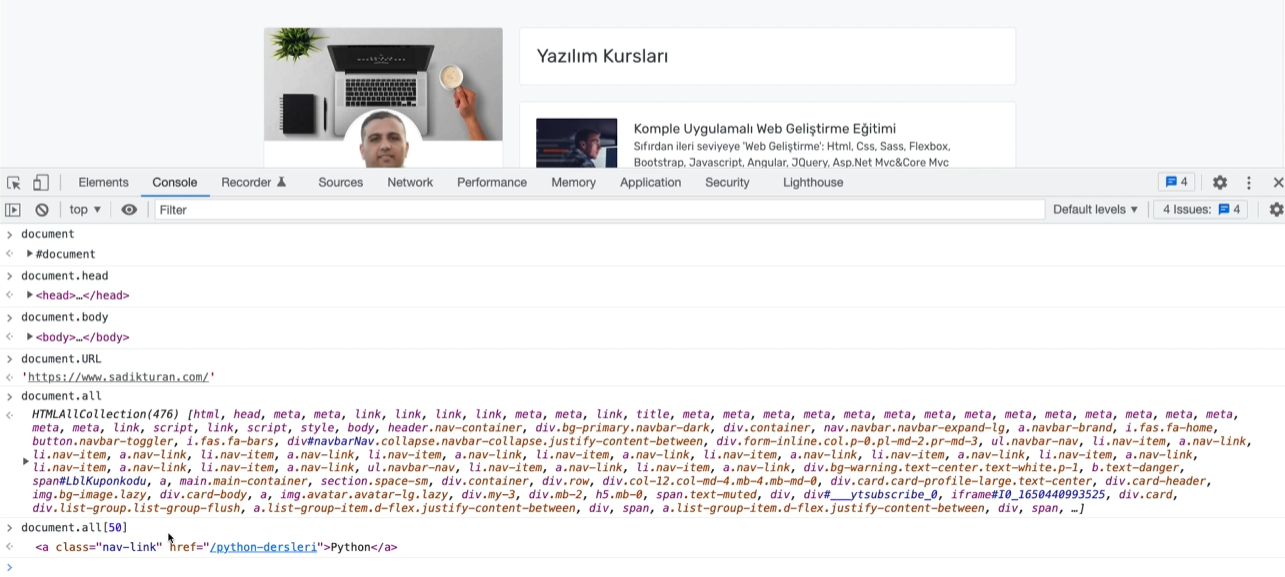 Yazılım Kursları
Komple Uygulamalı Web Geliştirme Eğitimi
Sıfırdan ileri seviyeye 'Web Geliştirme': Html, Css, Sass, Flexbox,
Bootstrap, Javascript, Angular, JQuery, Asp.Net Mvc&Core Mvc
Elements Console Recorder Sources Network Performance Memory Application Security Lighthouse 4
top ▼ Filter Default levels ▼ 4 Issues: 4
> document
▶ #document
> document.head
▶ <head>…</head>
> document.body
▶ <body>…</body>
> document.URL
'https://www.sadikturan.com/'
> document.all
HTMLAllCollection(476) [html, head, meta, meta, link, link, link, link, meta, meta, link, title, meta, meta, meta, meta, meta, meta, meta, meta, meta, meta, meta, meta, meta, meta,
meta, meta, link, script, link, script, style, body, header.nav-container, div.bg-primary.navbar-dark, div.container, nav.navbar.navbar-expand-lg, a.navbar-brand, i.fas.fa-home,
button.navbar-toggler, i.fas.fa-bars, div#navbarNav.collapse.navbar-collapse.justify-content-between, div.form-inline.col.p-0.pl-md-2.pr-md-3, ul.navbar-nav, li.nav-item, a.nav-link,
li.nav-item, a.nav-link, li.nav-item, a.nav-link, li.nav-item, a.nav-link, li.nav-item, a.nav-link, li.nav-item, a.nav-link, li.nav-item, a.nav-link, li.nav-item, a.nav-link,
li.nav-item, a.nav-link, li.nav-item, a.nav-link, ul.navbar-nav, li.nav-item, a.nav-link, li.nav-item, a.nav-link, div.bg-warning.text-center.text-white.p-1, b.text-danger,
span#LblKuponkodu, a, main.main-container, section.space-sm, div.container, div.row, div.col-12.col-md-4.mb-4.mb-md-0, div.card.card-profile-large.text-center, div.card-header,
img.bg-image.lazy, div.card-body, a, img.avatar.avatar-lg.lazy, div.my-3, div.mb-2, h5.mb-0, span.text-muted, div, div#___ytsubscribe_0, iframe#I0_1650440993525, div.card,
div.list-group.list-group-flush, a.list-group-item.d-flex.justify-content-between, div, span, a.list-group-item.d-flex.justify-content-between, div, span, …]
> document.all[50]
<a class="nav-link" href="/python-dersleri">Python</a>
>